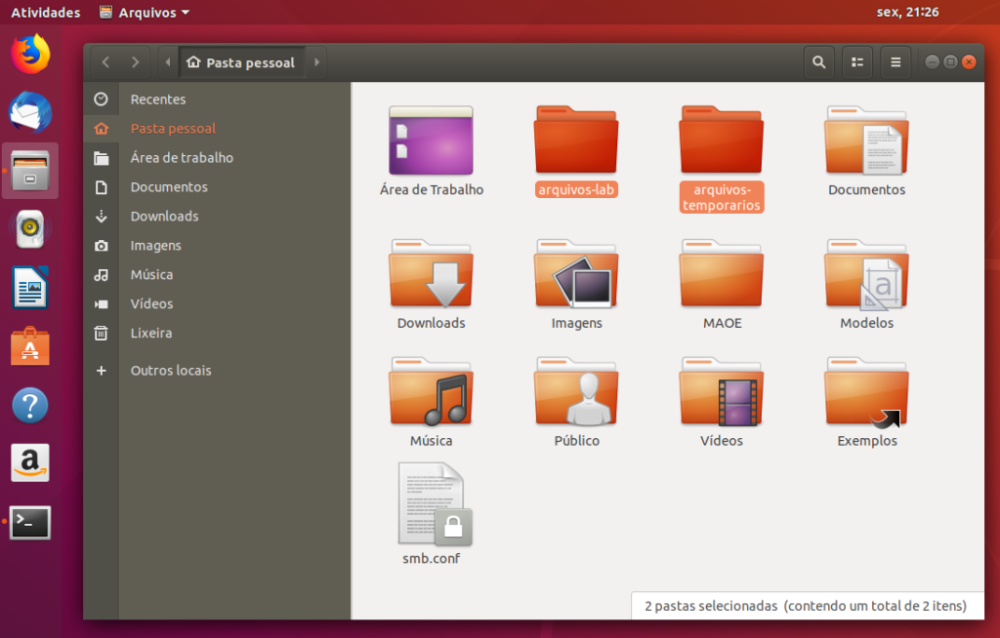 Atividades
Arquivos
sex, 21:26
Pasta pessoal
Recentes
Pasta pessoal
Área de trabalho
Documentos
Downloads
Imagens
Música
Vídeos
Lixeira
Outros locais
Área de Trabalho
arquivos-lab
arquivos-
temporarios
Documentos
Downloads
Imagens
MAOE
Modelos
Música
Público
Vídeos
Exemplos
smb.conf
2 pastas selecionadas (contendo um total de 2 itens)